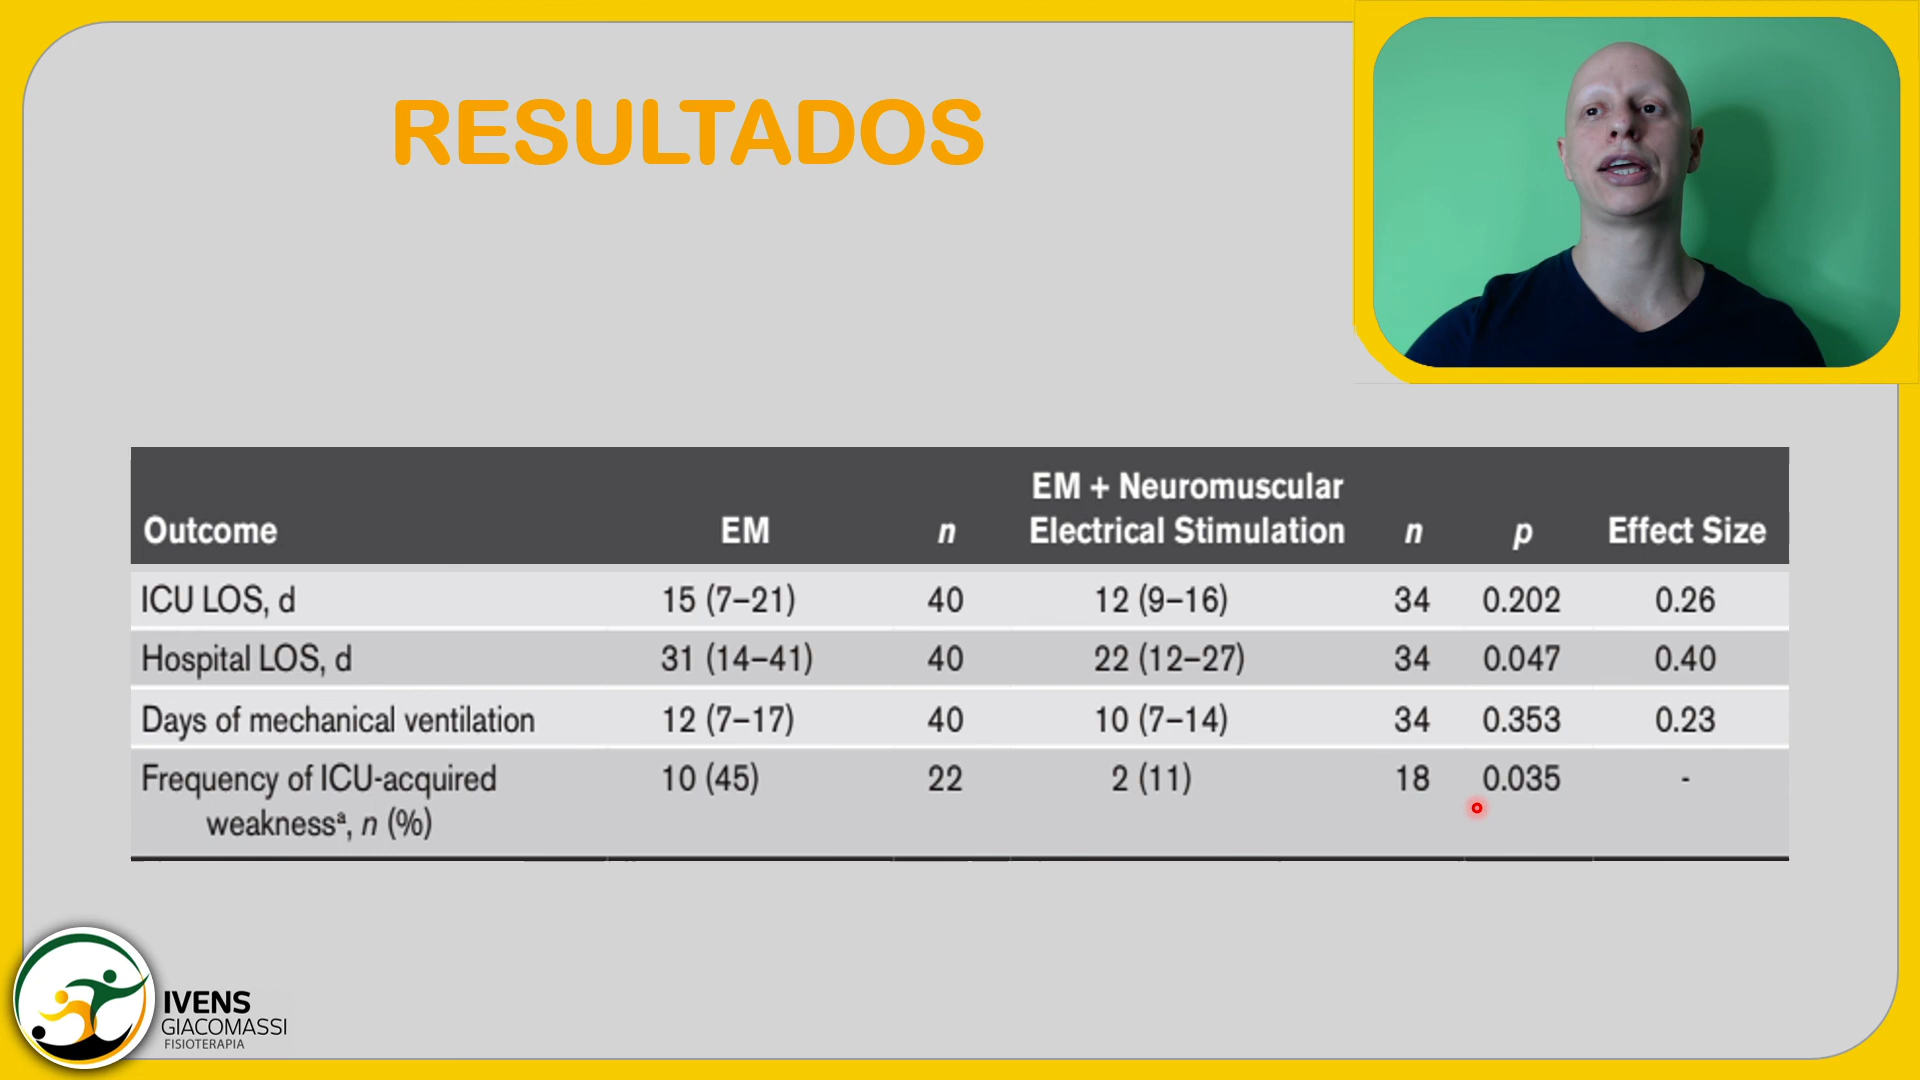 RESULTADOS
Outcome EM n EM + Neuromuscular Electrical Stimulation n p Effect Size
ICU LOS, d 15 (7–21) 40 12 (9–16) 34 0.202 0.26
Hospital LOS, d 31 (14–41) 40 22 (12–27) 34 0.047 0.40
Days of mechanical ventilation 12 (7–17) 40 10 (7–14) 34 0.353 0.23
Frequency of ICU-acquired 10 (45) 22 2 (11) 18 0.035 -
weaknessª, n (%)
IVENS
GIACOMASSI
FISIOTERAPIA